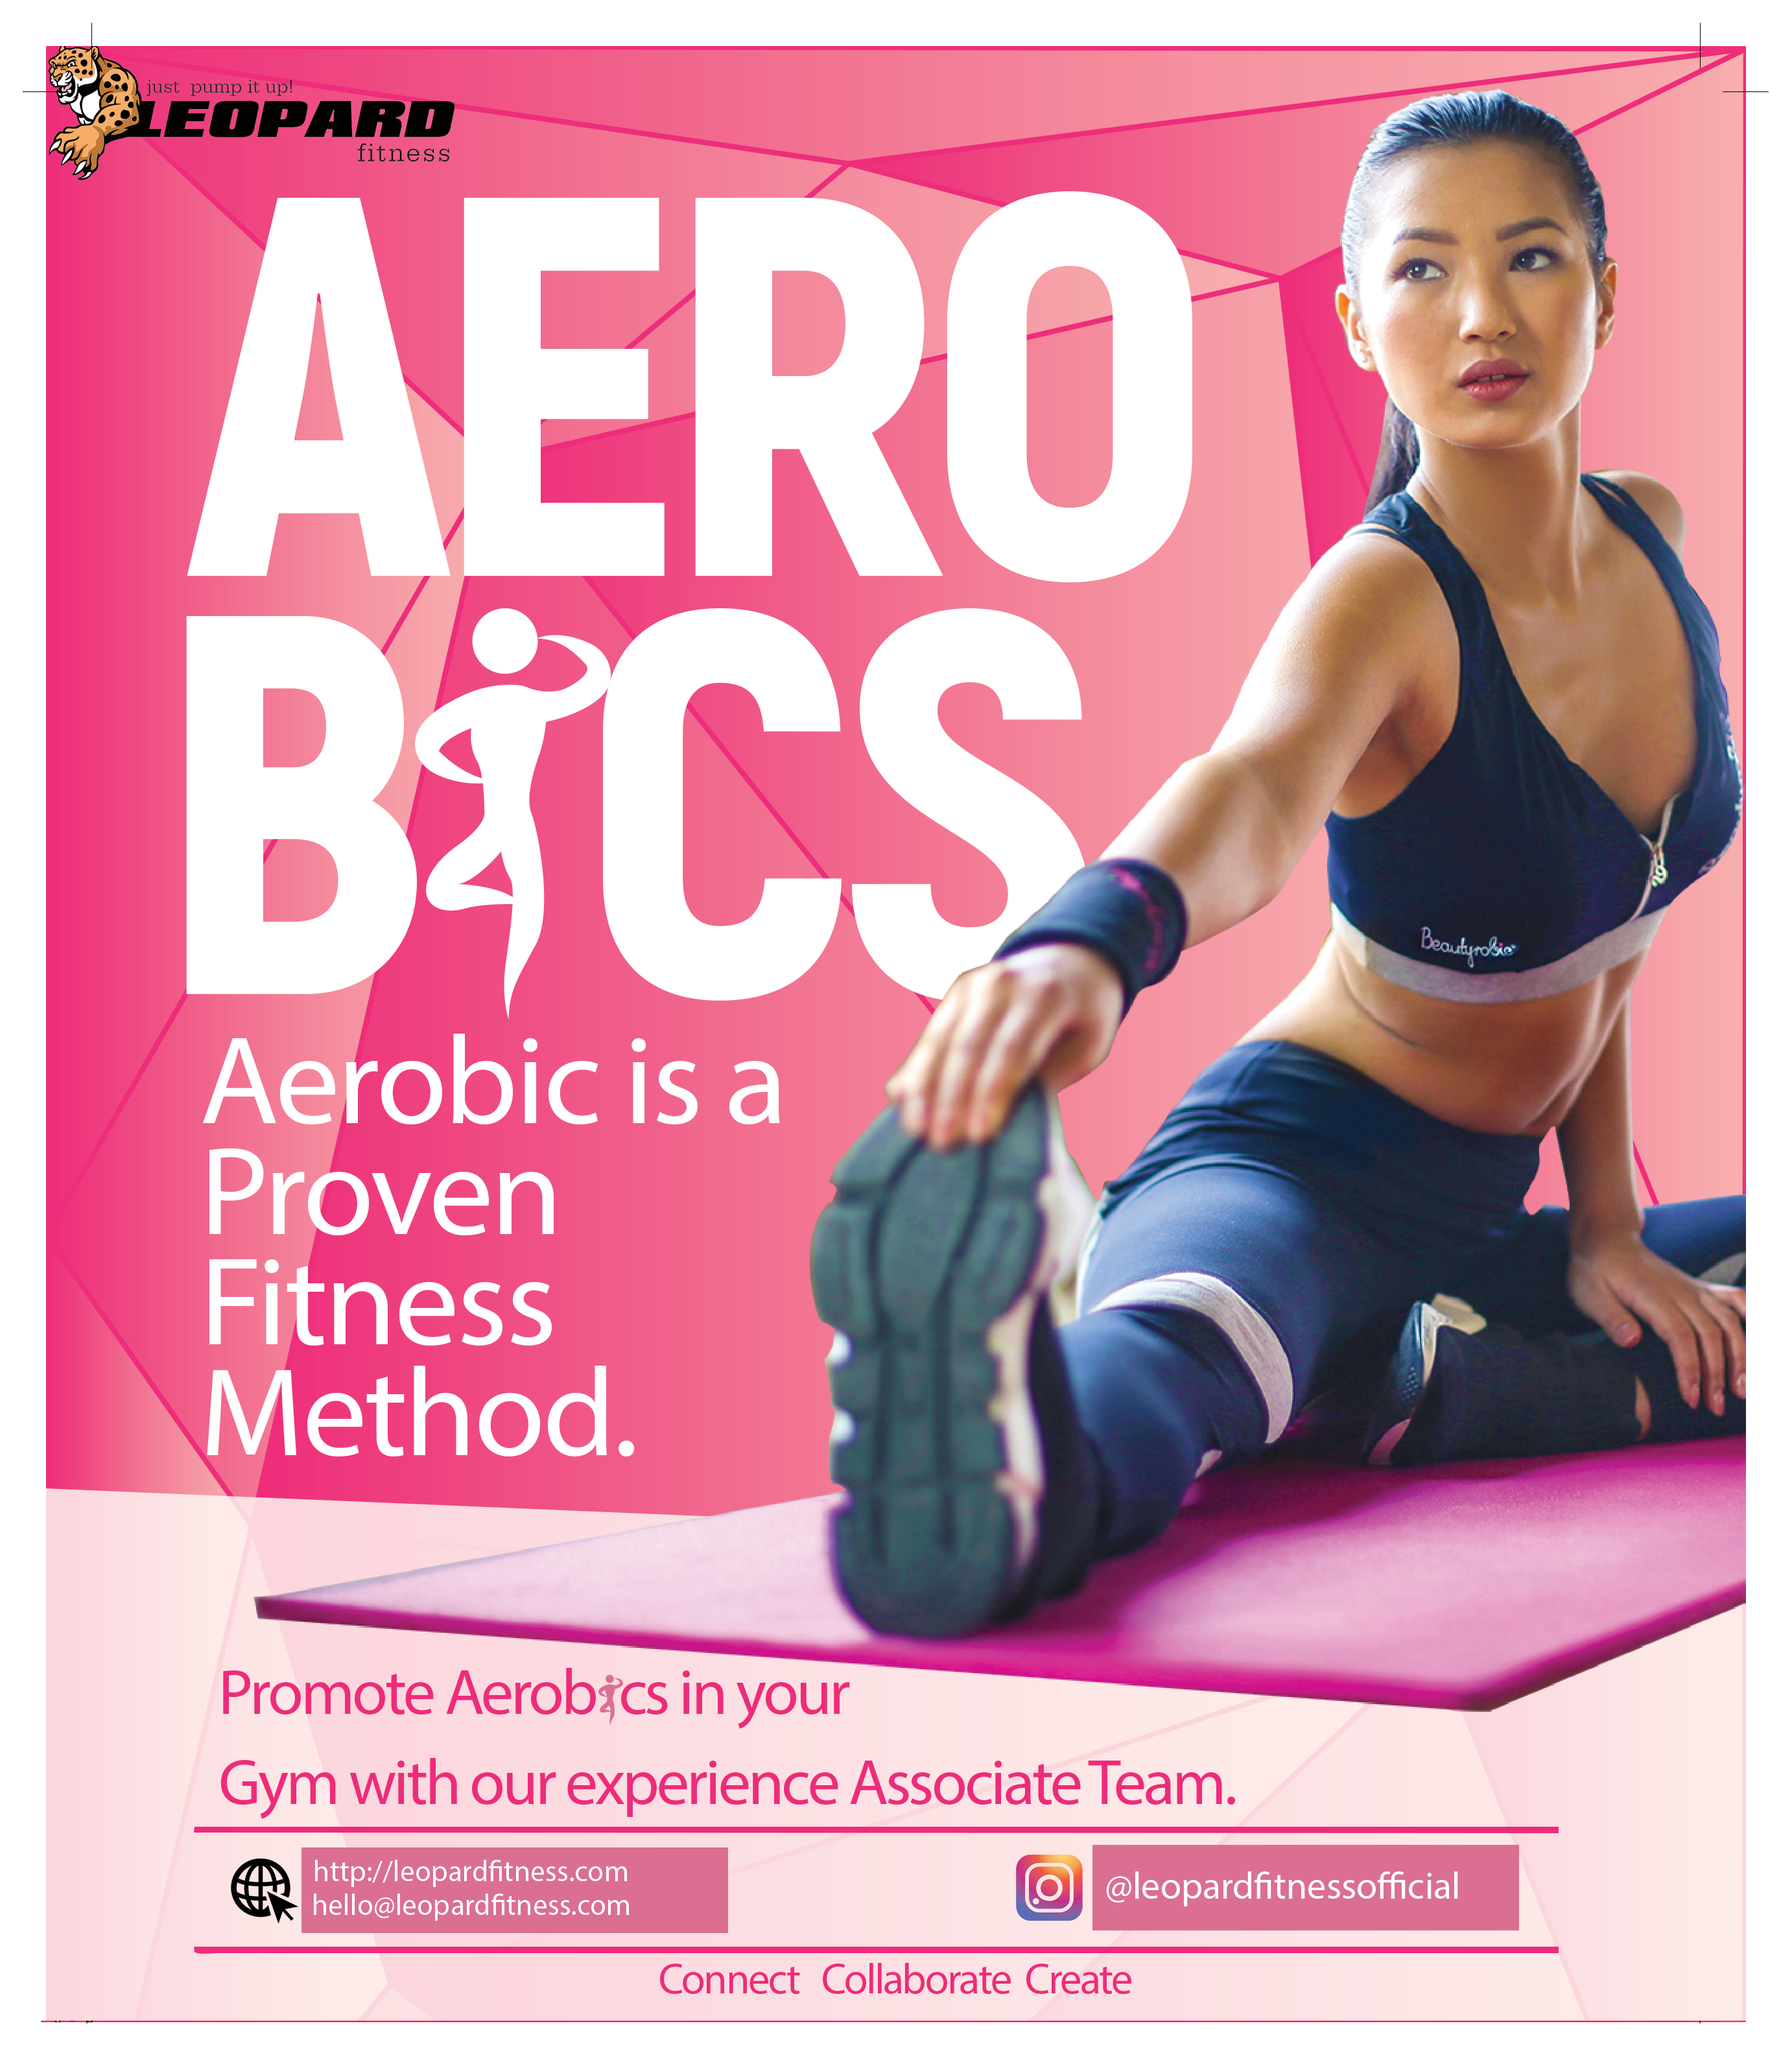 just pump it up!
LEOPARD
fitness
AERO
BiCS
Aerobic is a
Proven
Fitness
Method.
Beautyrobic
Promote Aerobics in your
Gym with our experience Associate Team.
http://leopardfitness.com
hello@leopardfitness.com
@leopardfitnessofficial
Connect Collaborate Create